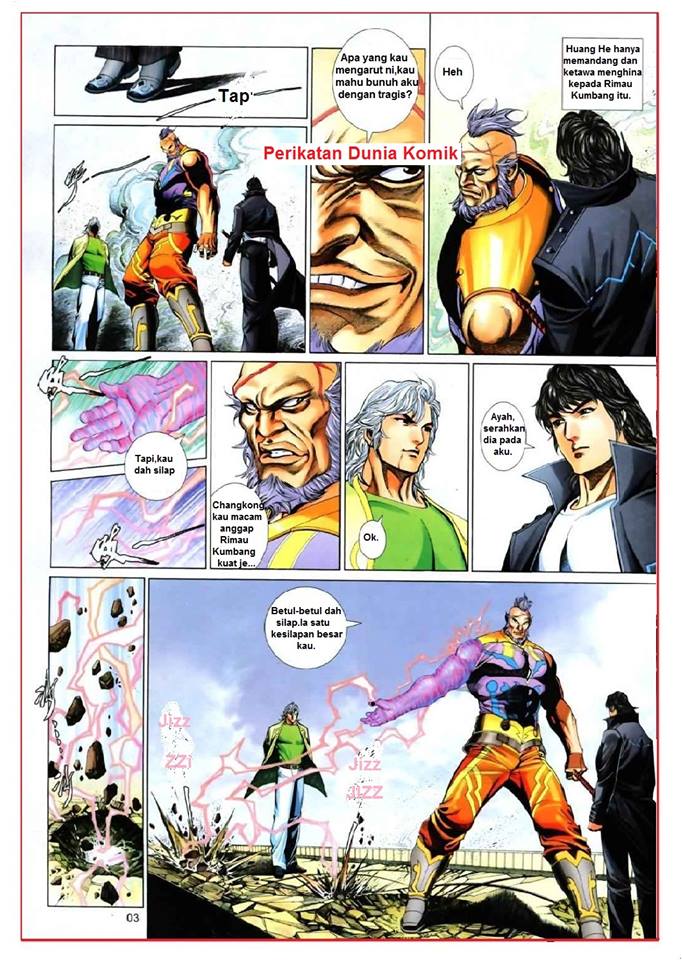 Tap
Apa yang kau
mengarut ni,kau
mahu bunuh aku
dengan tragis?
Heh
Huang He hanya
memandang dan
ketawa menghina
kepada Rimau
Kumbang itu.
Perikatan Dunia Komik
Tapi,kau
dah silap
Changkong
kau macam
anggap
Rimau
Kumbang
kuat je...
Ok.
Ayah,
serahkan
dia pada
aku.
Betul-betul dah
silap.Ia satu
kesilapan besar
kau.
Jizz
ZZi
Jizz
JIZZ
03